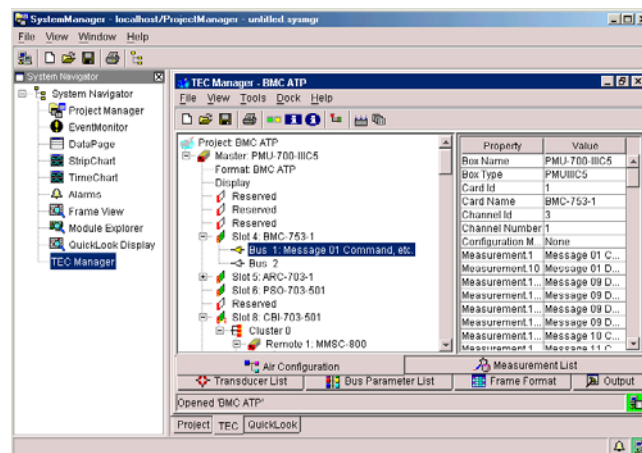 SystemManager - localhost/ProjectManager - untitled.sysmgr
File View Window Help
System Navigator
System Navigator
Project Manager
EventMonitor
DataPage
StripChart
TimeChart
Alarms
Frame View
Module Explorer
QuickLook Display
TEC Manager
TEC Manager - BMC ATP
File View Tools Dock Help
Project: BMC ATP
Master: PMU-700-IIIC5
Format: BMC ATP
Display
Reserved
Reserved
Reserved
Slot 4: BMC-753-1
Bus 1: Message 01 Command, etc.
Bus 2
Slot 5: ARC-703-1
Slot 6: PSO-703-501
Reserved
Slot 8: CBI-703-501
Cluster 0
Remote 1: MMSC-800
Property Value
Box Name PMU-700-IIIC5
Box Type PMUIIIC5
Card Id 1
Card Name BMC-753-1
Channel Id 3
Channel Number 1
Configuration M... None
Measurement.1 Message 01 C...
Measurement.10 Message 01 D...
Measurement.1... Message 09 D...
Measurement.1... Message 09 D...
Measurement.1... Message 09 D...
Measurement.1... Message 09 D...
Measurement.1... Message 10 C...
Measurement.1... Message 11 C...
Air Configuration Measurement List
Transducer List Bus Parameter List Frame Format Output
Opened 'BMC ATP'
Project TEC QuickLook